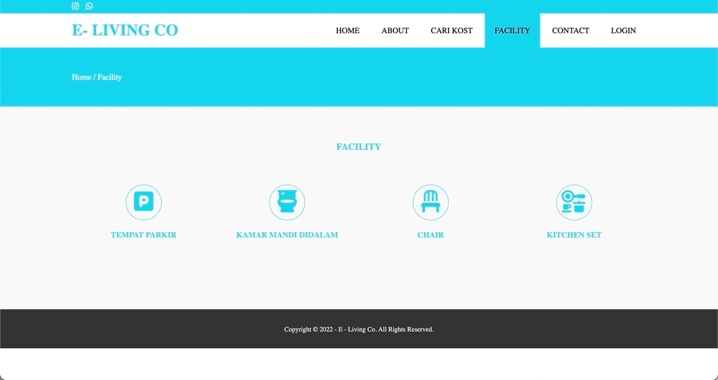 E- LIVING CO
HOME ABOUT CARI KOST FACILITY CONTACT LOGIN
Home / Facility
FACILITY
P
TEMPAT PARKIR KAMAR MANDI DIDALAM CHAIR KITCHEN SET
Copyright © 2022 - E - Living Co. All Rights Reserved.